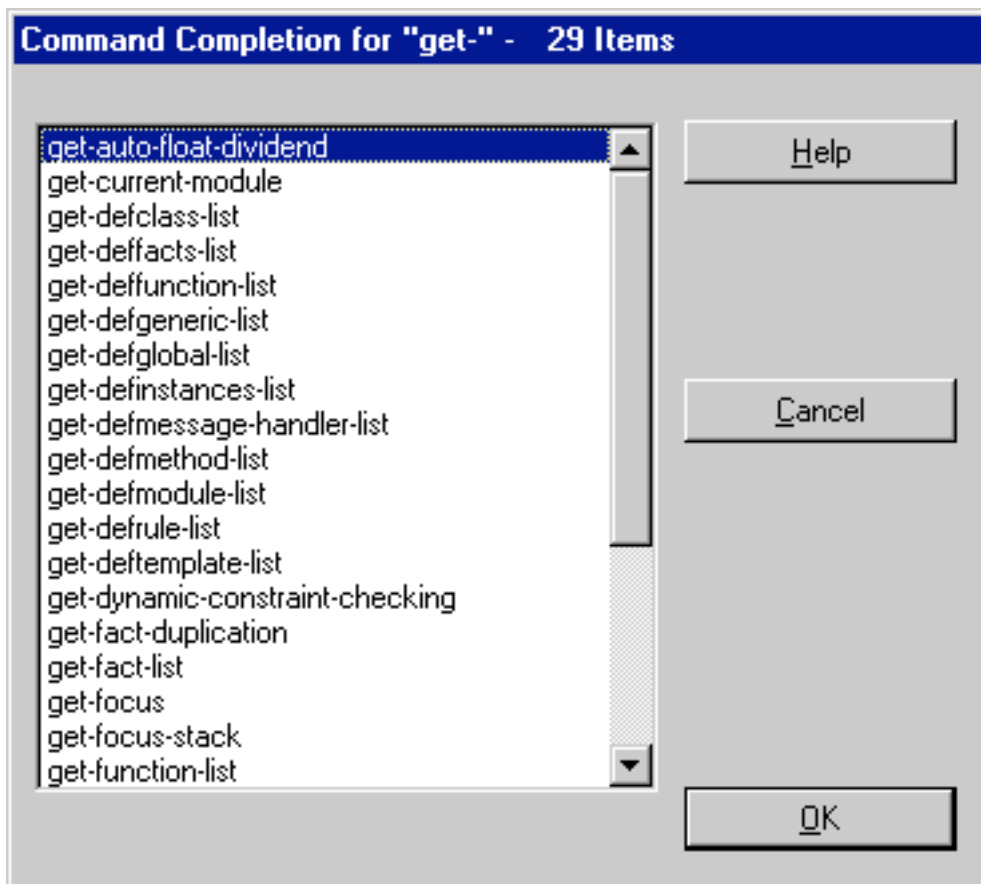 Command Completion for "get-" - 29 Items
get-auto-float-dividend
get-current-module
get-defclass-list
get-deffacts-list
get-deffunction-list
get-defgeneric-list
get-defglobal-list
get-definstances-list
get-defmessage-handler-list
get-defmethod-list
get-defmodule-list
get-defrule-list
get-deftemplate-list
get-dynamic-constraint-checking
get-fact-duplication
get-fact-list
get-focus
get-focus-stack
get-function-list
Help
Cancel
OK